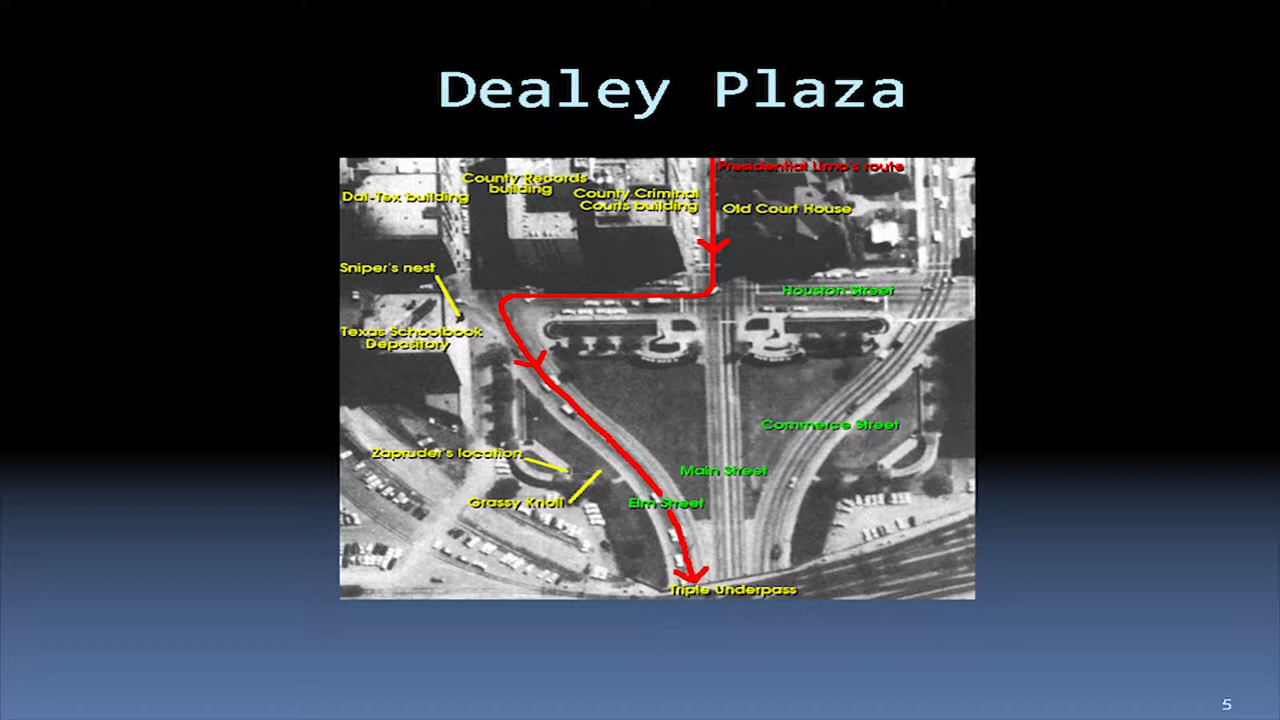 Dealey Plaza
Presidential Limo's route
County Records
building
County Criminal
Courts building
Dal-Tex building
Old Court House
Sniper's nest
Houston Street
Texas Schoolbook
Depository
Commerce Street
Zapruder's location
Main Street
Grassy Knoll
Elm Street
Triple Underpass
5